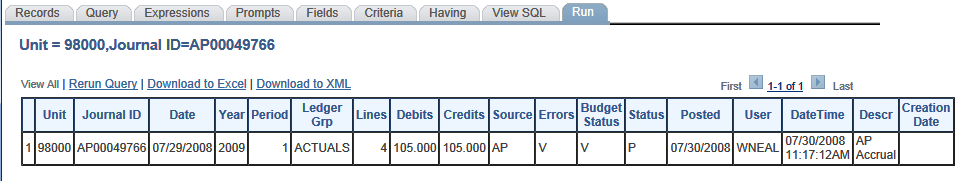 Records Query Expressions Prompts Fields Criteria Having View SQL Run
Unit = 98000,Journal ID=AP00049766
View All | Rerun Query | Download to Excel | Download to XML First 1-1 of 1 Last
Unit Journal ID Date Year Period Ledger Grp Lines Debits Credits Source Errors Budget Status Status Posted User DateTime Descr Creation Date
1 98000 AP00049766 07/29/2008 2009 1 ACTUALS 4 105.000 105.000 AP V V P 07/30/2008 WNEAL 07/30/2008 11:17:12AM AP Accrual